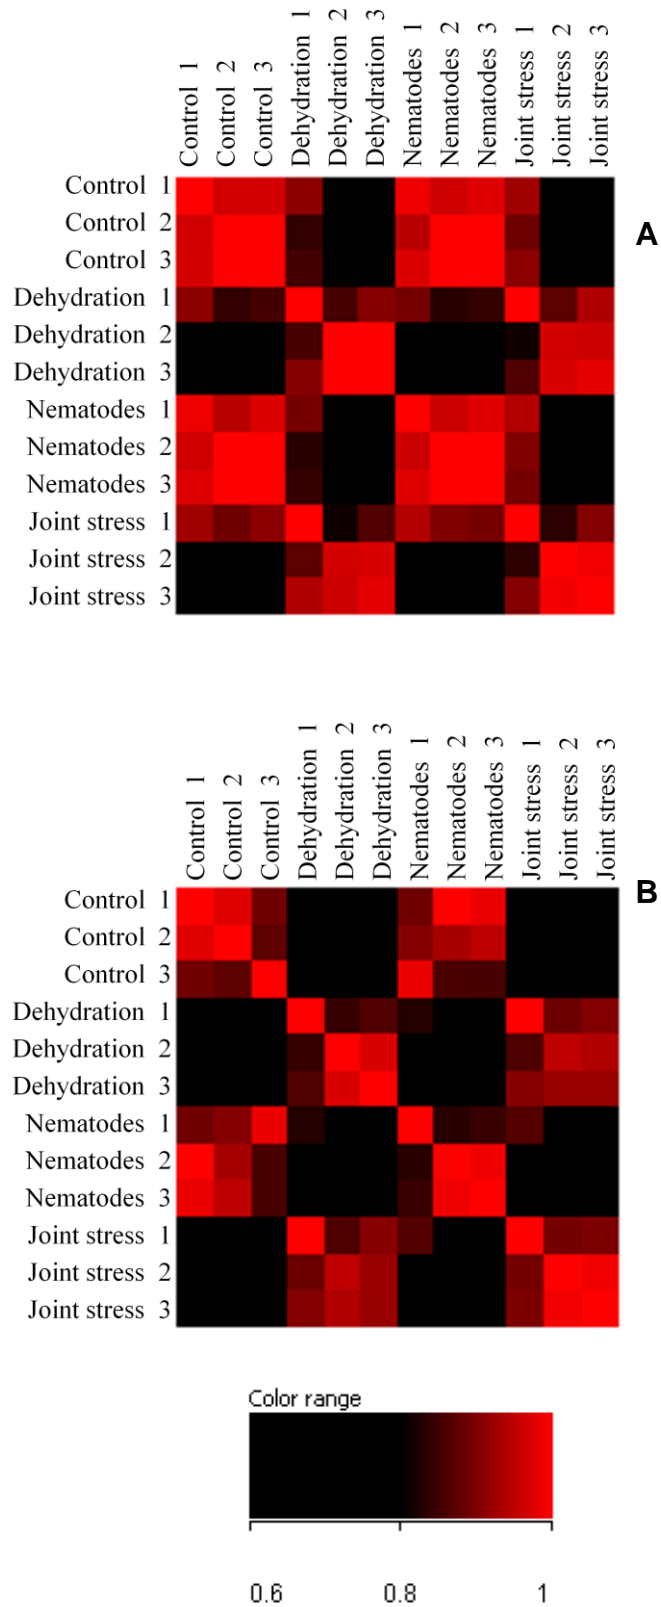 Control 1
Control 2
Control 3
Dehydration 1
Dehydration 2
Dehydration 3
Nematodes 1
Nematodes 2
Nematodes 3
Joint stress 1
Joint stress 2
Joint stress 3
A
Control 1
Control 2
Control 3
Dehydration 1
Dehydration 2
Dehydration 3
Nematodes 1
Nematodes 2
Nematodes 3
Joint stress 1
Joint stress 2
Joint stress 3
Control 1
Control 2
Control 3
Dehydration 1
Dehydration 2
Dehydration 3
Nematodes 1
Nematodes 2
Nematodes 3
Joint stress 1
Joint stress 2
Joint stress 3
B
Control 1
Control 2
Control 3
Dehydration 1
Dehydration 2
Dehydration 3
Nematodes 1
Nematodes 2
Nematodes 3
Joint stress 1
Joint stress 2
Joint stress 3
Color range
0.6 0.8 1